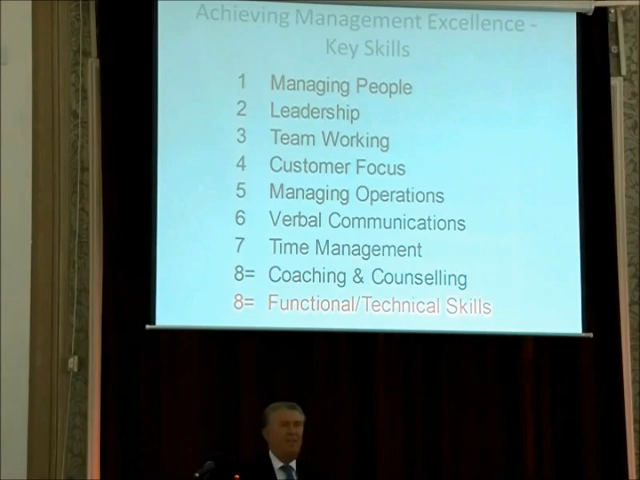 Achieving Management Excellence -
Key Skills
1 Managing People
2 Leadership
3 Team Working
4 Customer Focus
5 Managing Operations
6 Verbal Communications
7 Time Management
8= Coaching & Counselling
8= Functional/Technical Skills